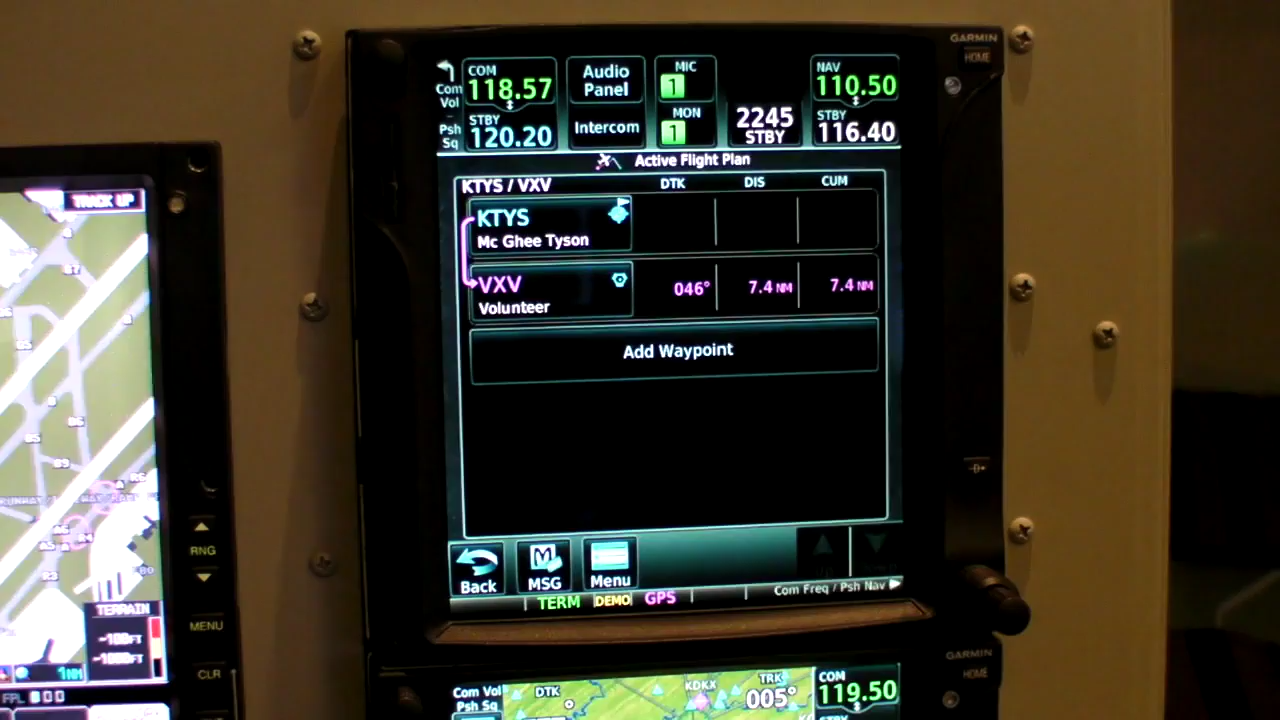 GARMIN
HOME
Com
Vol
Psh
Sq
COM
118.57
STBY
120.20
Audio
Panel
Intercom
MIC
1
MON
1
2245
STBY
NAV
110.50
STBY
116.40
Active Flight Plan
KTYS / VXV DTK DIS CUM
KTYS
Mc Ghee Tyson
VXV 046° 7.4 NM 7.4 NM
Volunteer
Add Waypoint
Back
MSG
Menu
TERM DEMO GPS
Com Freq / Psh Nav
TRACK UP
RNG
MENU
CLR
TERRAIN
-100FT
-1000FT
1NM
FPL
GARMIN
HOME
Com Vol
Psh Sq
DTK
KDKX
TRK
005°
COM
119.50